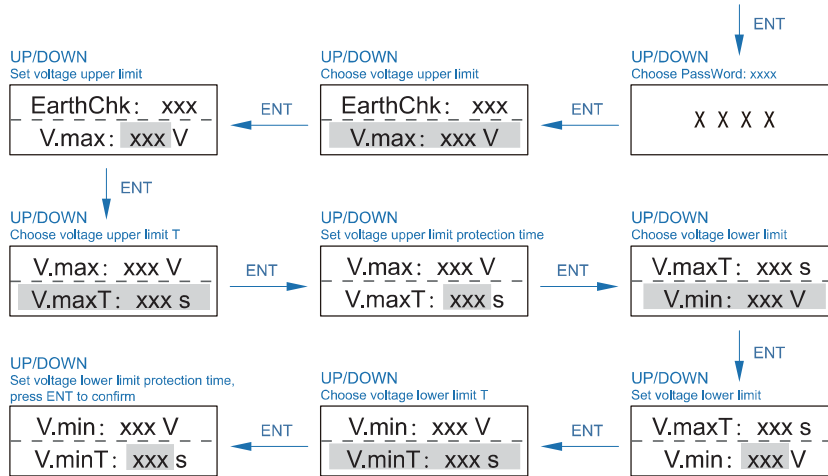 ENT
UP/DOWN
Set voltage upper limit
EarthChk: xxx
V.max: xxx V
ENT
UP/DOWN
Choose voltage upper limit
EarthChk: xxx
V.max: xxx V
ENT
UP/DOWN
Choose PassWord: xxxx
X X X X
ENT
UP/DOWN
Choose voltage upper limit T
V.max: xxx V
V.maxT: xxx s
ENT
UP/DOWN
Set voltage upper limit protection time
V.max: xxx V
V.maxT: xxx s
ENT
UP/DOWN
Choose voltage lower limit
V.maxT: xxx s
V.min: xxx V
ENT
UP/DOWN
Set voltage lower limit protection time,
press ENT to confirm
V.min: xxx V
V.minT: xxx s
ENT
UP/DOWN
Choose voltage lower limit T
V.min: xxx V
V.minT: xxx s
ENT
UP/DOWN
Set voltage lower limit
V.maxT: xxx s
V.min: xxx V